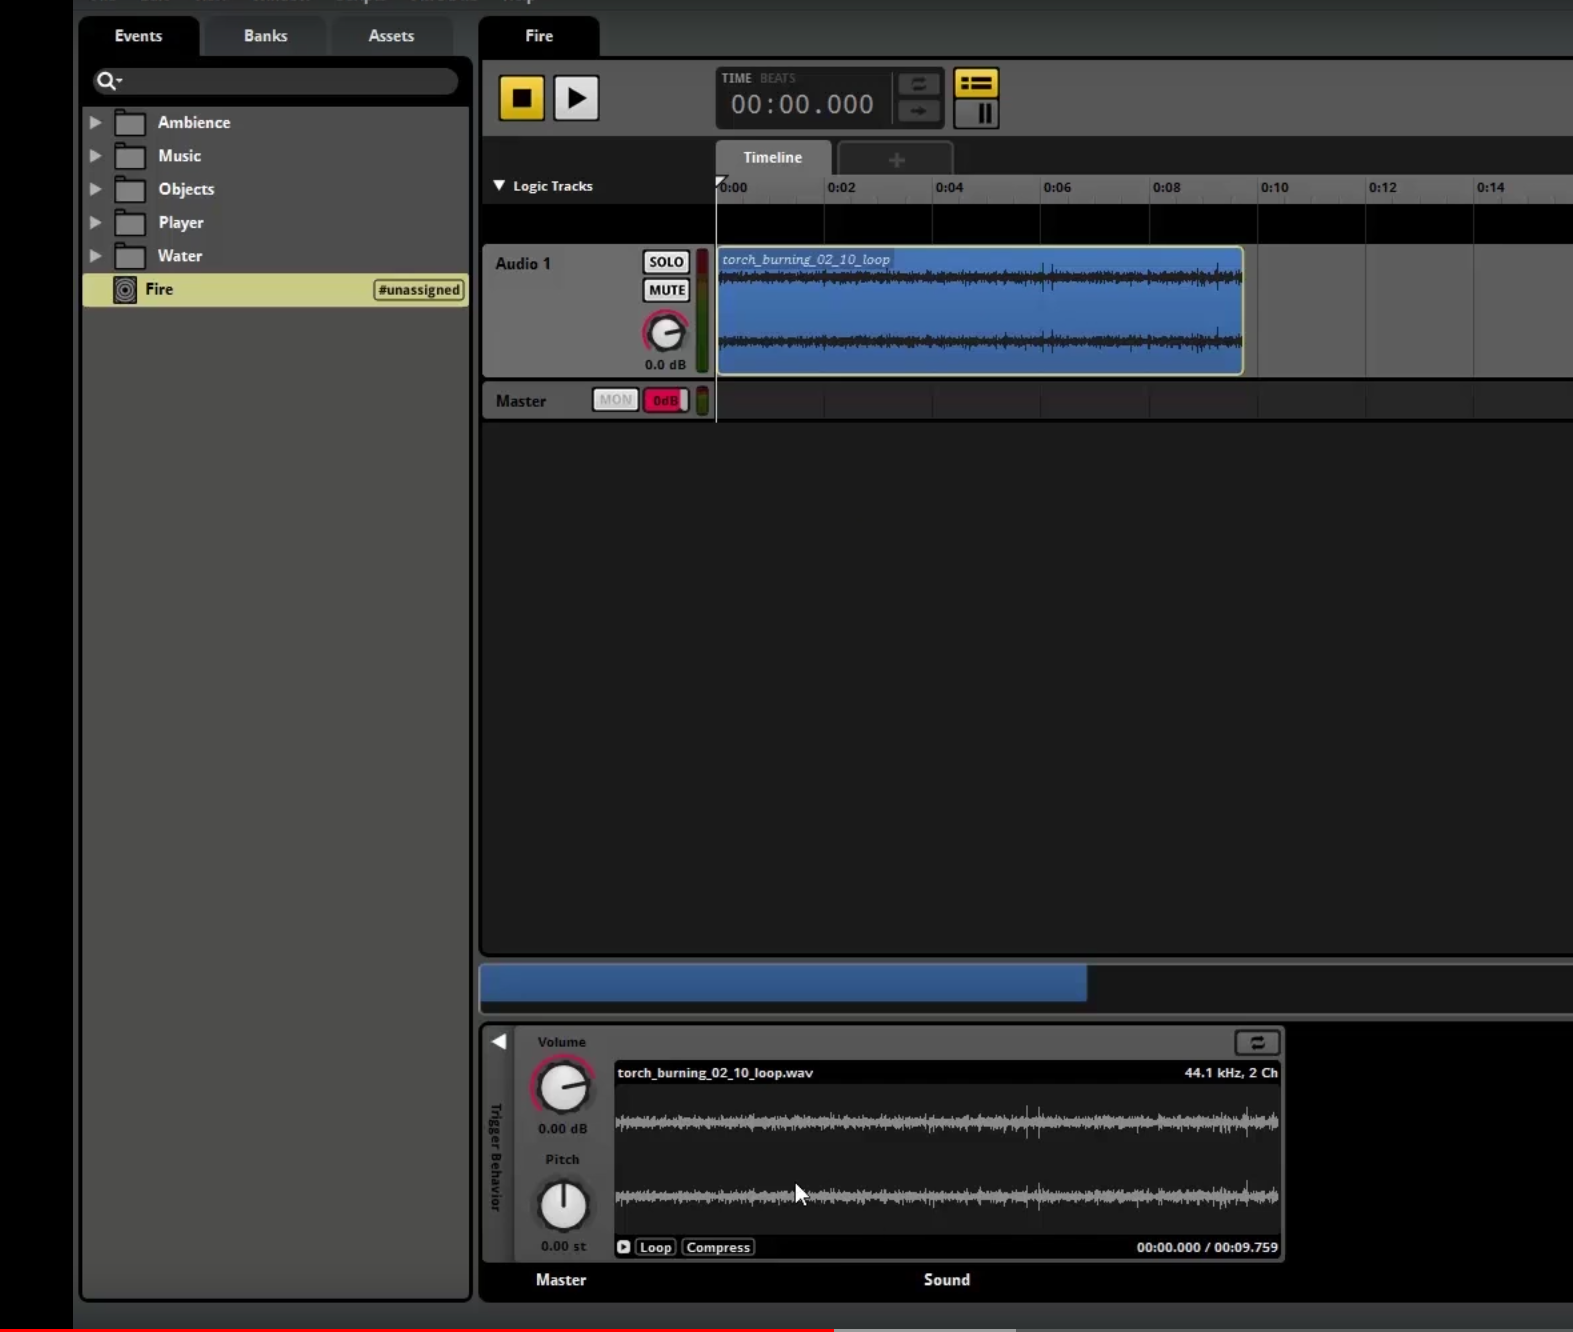 Events Banks Assets
Fire
TIME BEATS
00:00.000
Ambience
Music
Objects
Player
Water
Fire #unassigned
Timeline +
Logic Tracks 0:00 0:02 0:04 0:06 0:08 0:10 0:12 0:14
Audio 1 SOLO
MUTE
0.0 dB
torch_burning_02_10_loop
Master MON 0dB
Trigger Behavior
Volume
0.00 dB
Pitch
0.00 st
Master
torch_burning_02_10_loop.wav 44.1 kHz, 2 Ch
Loop Compress 00:00.000 / 00:09.759
Sound